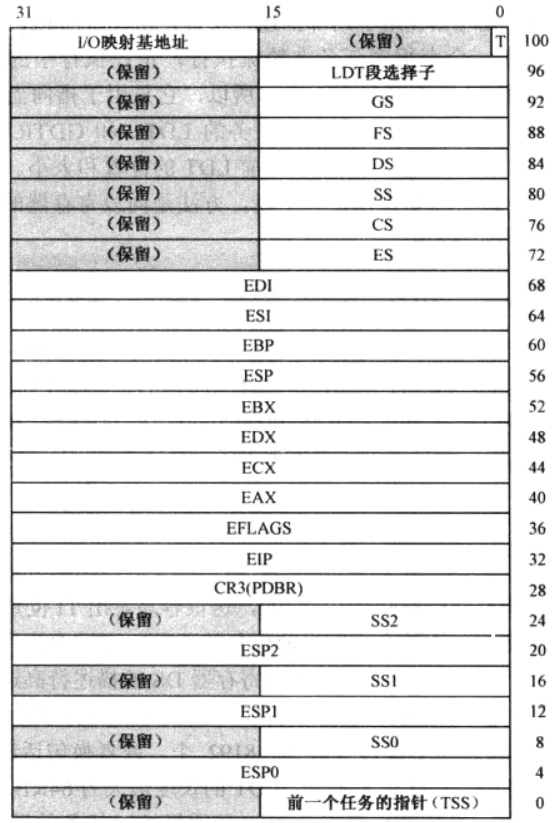 31 15 0
I/O映射基地址 (保留) T 100
(保留) LDT段选择子 96
(保留) GS 92
(保留) FS 88
(保留) DS 84
(保留) SS 80
(保留) CS 76
(保留) ES 72
EDI 68
ESI 64
EBP 60
ESP 56
EBX 52
EDX 48
ECX 44
EAX 40
EFLAGS 36
EIP 32
CR3(PDBR) 28
(保留) SS2 24
ESP2 20
(保留) SS1 16
ESP1 12
(保留) SS0 8
ESP0 4
(保留) 前一个任务的指针(TSS) 0